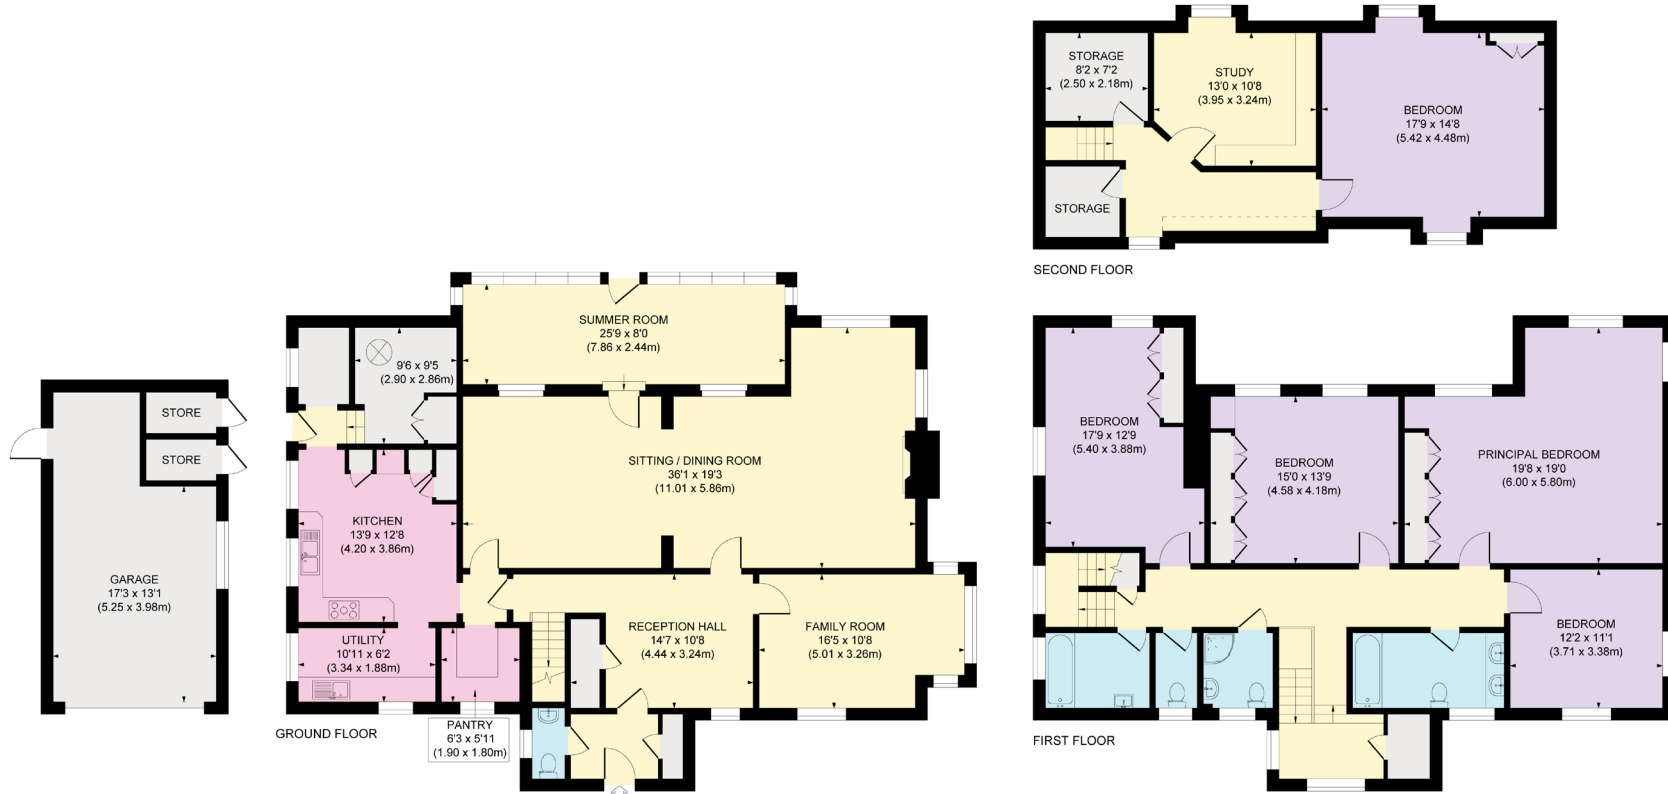 STORAGE
8'2 x 7'2
(2.50 x 2.18m)
STUDY
13'0 x 10'8
(3.95 x 3.24m)
BEDROOM
17'9 x 14'8
(5.42 x 4.48m)
STORAGE
SECOND FLOOR
SUMMER ROOM
25'9 x 8'0
(7.86 x 2.44m)
9'6 x 9'5
(2.90 x 2.86m)
STORE
STORE
SITTING / DINING ROOM
36'1 x 19'3
(11.01 x 5.86m)
KITCHEN
13'9 x 12'8
(4.20 x 3.86m)
GARAGE
17'3 x 13'1
(5.25 x 3.98m)
UTILITY
10'11 x 6'2
(3.34 x 1.88m)
RECEPTION HALL
14'7 x 10'8
(4.44 x 3.24m)
FAMILY ROOM
16'5 x 10'8
(5.01 x 3.26m)
PANTRY
6'3 x 5'11
(1.90 x 1.80m)
GROUND FLOOR
BEDROOM
17'9 x 12'9
(5.40 x 3.88m)
BEDROOM
15'0 x 13'9
(4.58 x 4.18m)
PRINCIPAL BEDROOM
19'8 x 19'0
(6.00 x 5.80m)
BEDROOM
12'2 x 11'1
(3.71 x 3.38m)
FIRST FLOOR